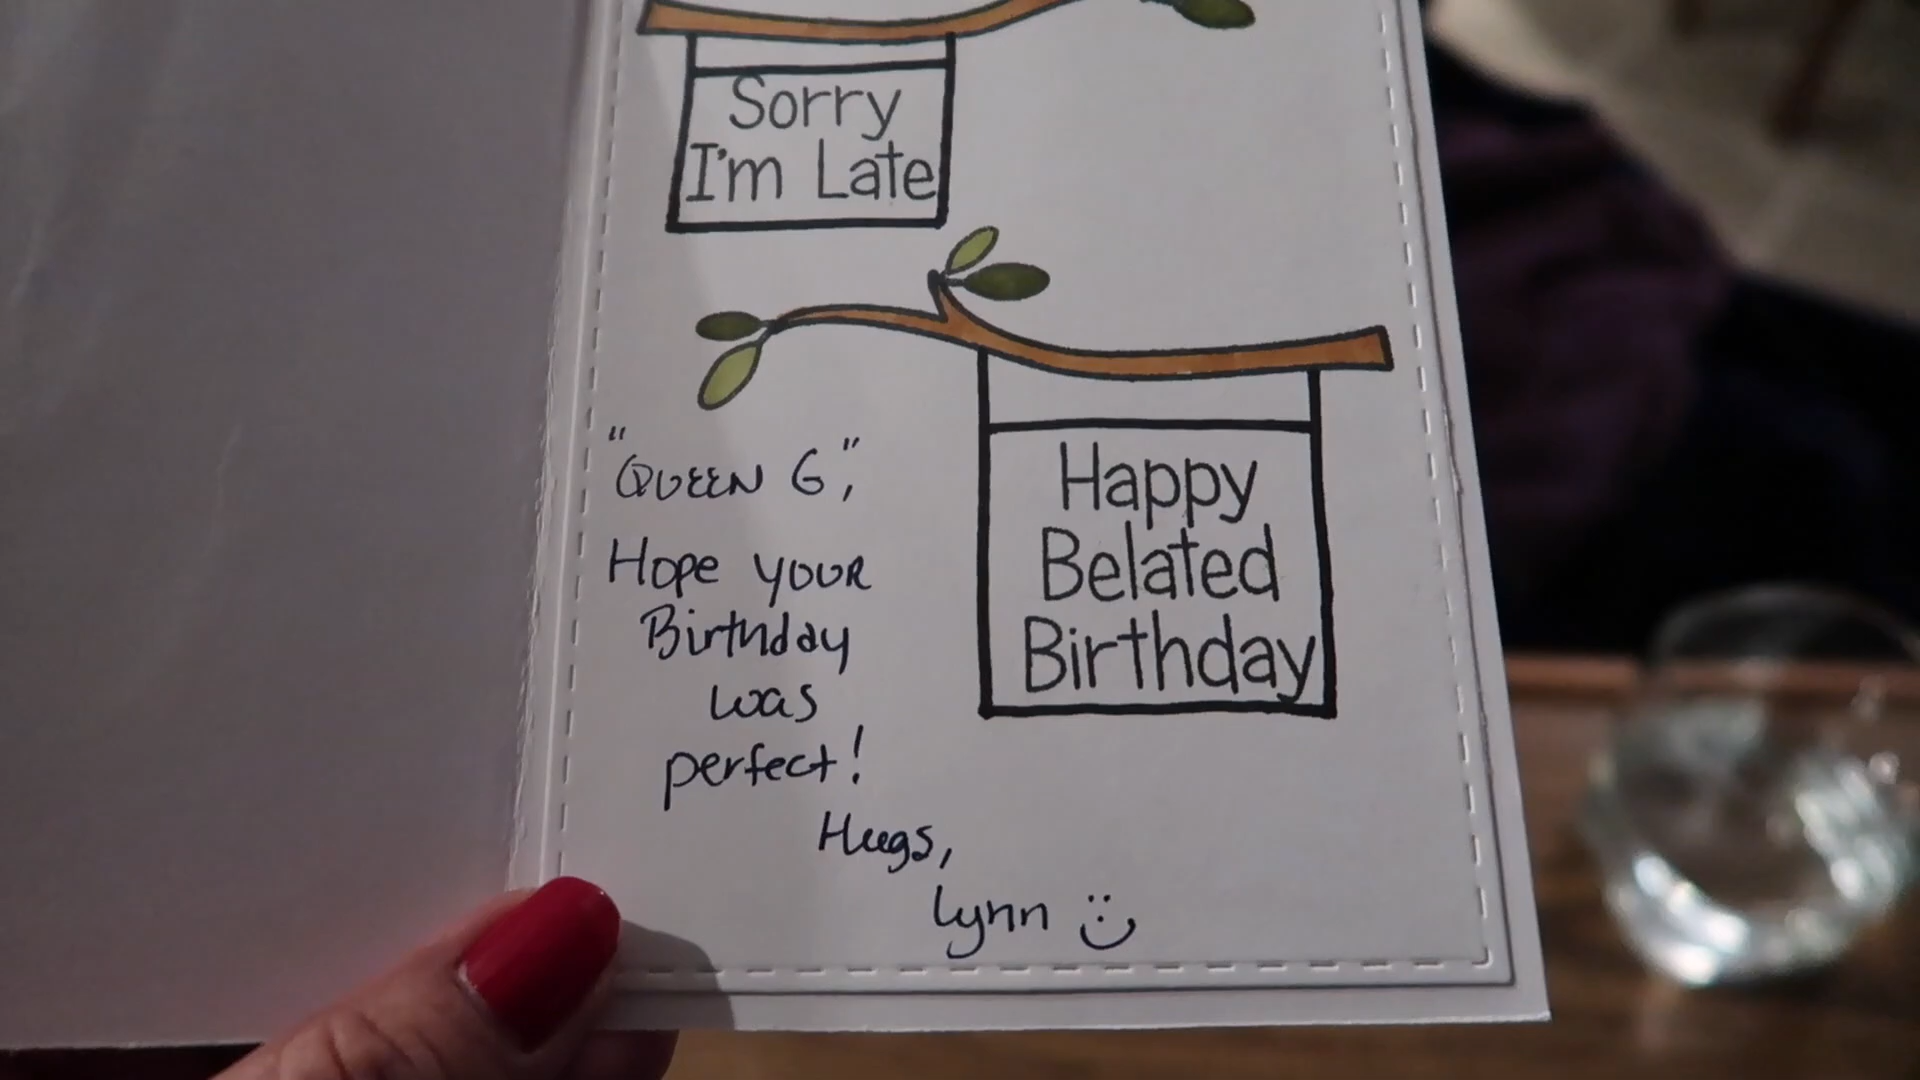 Sorry
I'm Late
Happy
Belated
Birthday
"QUEEN G",
Hope your
Birthday
was
perfect!
Hugs,
Lynn